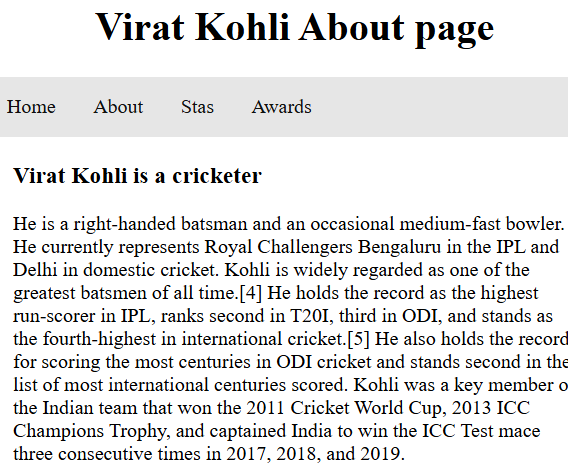 Virat Kohli About page
Home About Stas Awards
Virat Kohli is a cricketer
He is a right-handed batsman and an occasional medium-fast bowler.
He currently represents Royal Challengers Bengaluru in the IPL and
Delhi in domestic cricket. Kohli is widely regarded as one of the
greatest batsmen of all time.[4] He holds the record as the highest
run-scorer in IPL, ranks second in T20I, third in ODI, and stands as
the fourth-highest in international cricket.[5] He also holds the record
for scoring the most centuries in ODI cricket and stands second in the
list of most international centuries scored. Kohli was a key member o
the Indian team that won the 2011 Cricket World Cup, 2013 ICC
Champions Trophy, and captained India to win the ICC Test mace
three consecutive times in 2017, 2018, and 2019.